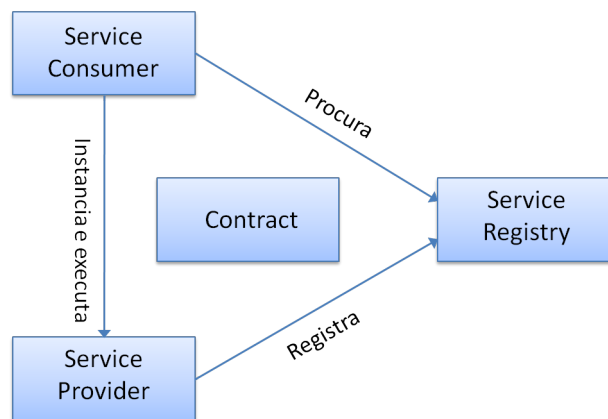 Service
Consumer
Procura
Instancia e executa
Contract
Service
Registry
Registra
Service
Provider